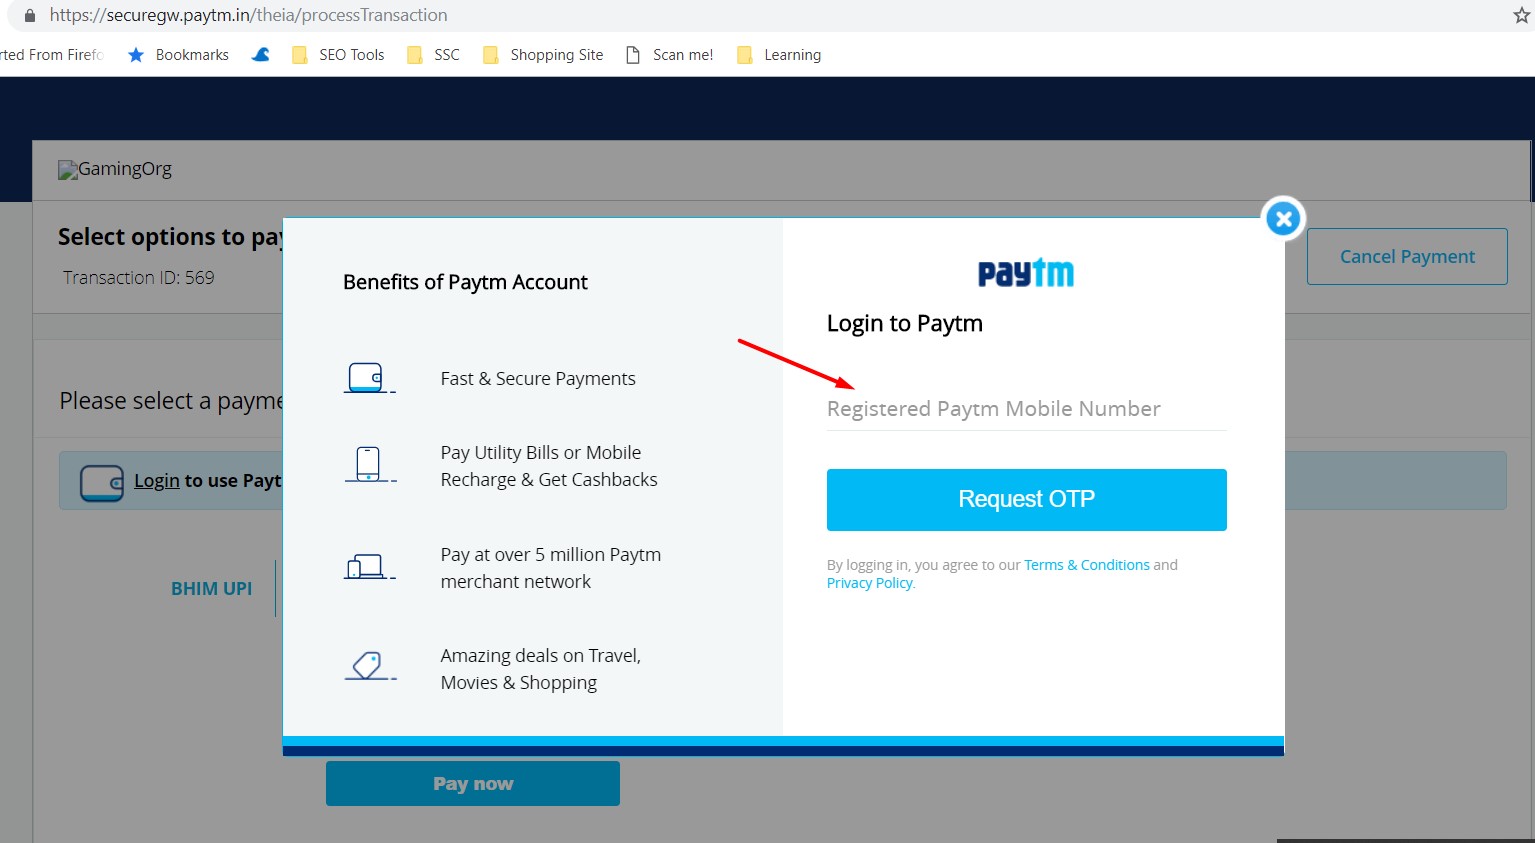 https://securegw.paytm.in/theia/processTransaction
rted From Firefo Bookmarks SEO Tools SSC Shopping Site Scan me! Learning
GamingOrg
Select options to pay
Transaction ID: 569
Cancel Payment
Please select a payme
Login to use Payt
BHIM UPI
Pay now
Benefits of Paytm Account
Fast & Secure Payments
Pay Utility Bills or Mobile
Recharge & Get Cashbacks
Pay at over 5 million Paytm
merchant network
Amazing deals on Travel,
Movies & Shopping
paytm
Login to Paytm
Registered Paytm Mobile Number
Request OTP
By logging in, you agree to our Terms & Conditions and
Privacy Policy.